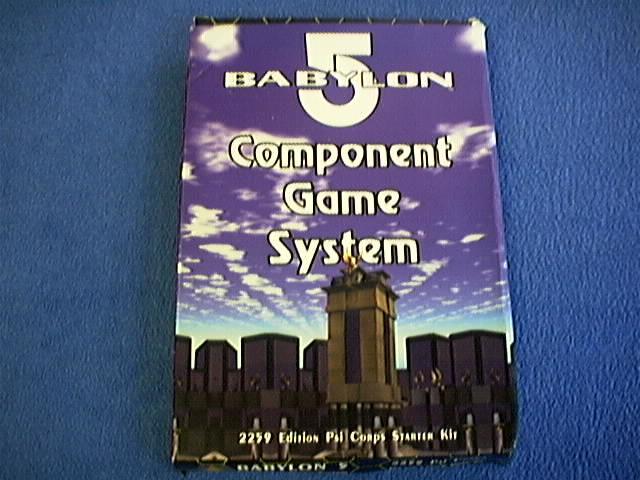 5
BABYLON
Component
Game
System
2259 Edition Psi Corps Starter Kit
BABYLON 5